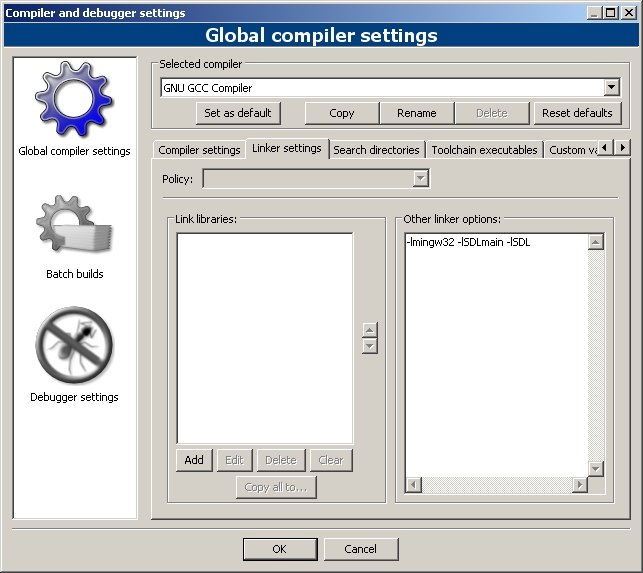 Compiler and debugger settings
Global compiler settings
Global compiler settings
Batch builds
Debugger settings
Selected compiler
GNU GCC Compiler
Set as default
Copy
Rename
Delete
Reset defaults
Compiler settings
Linker settings
Search directories
Toolchain executables
Custom va
Policy:
Link libraries:
Add
Edit
Delete
Clear
Copy all to...
Other linker options:
-lmingw32 -lSDLmain -lSDL
OK
Cancel